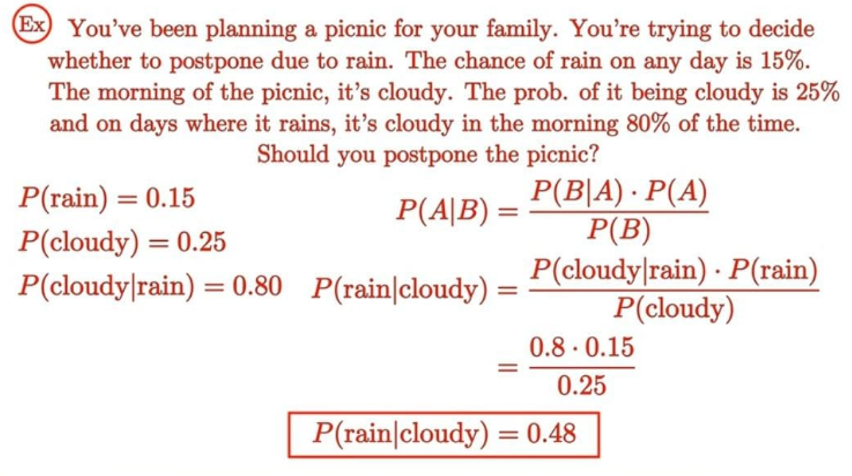 Ex You've been planning a picnic for your family. You're trying to decide
whether to postpone due to rain. The chance of rain on any day is 15%.
The morning of the picnic, it's cloudy. The prob. of it being cloudy is 25%
and on days where it rains, it's cloudy in the morning 80% of the time.
Should you postpone the picnic?
P(rain) = 0.15
P(cloudy) = 0.25
P(cloudy|rain) = 0.80
P(A|B) = P(B|A) · P(A) / P(B)
P(rain|cloudy) = P(cloudy|rain) · P(rain) / P(cloudy)
= 0.8 · 0.15 / 0.25
P(rain|cloudy) = 0.48